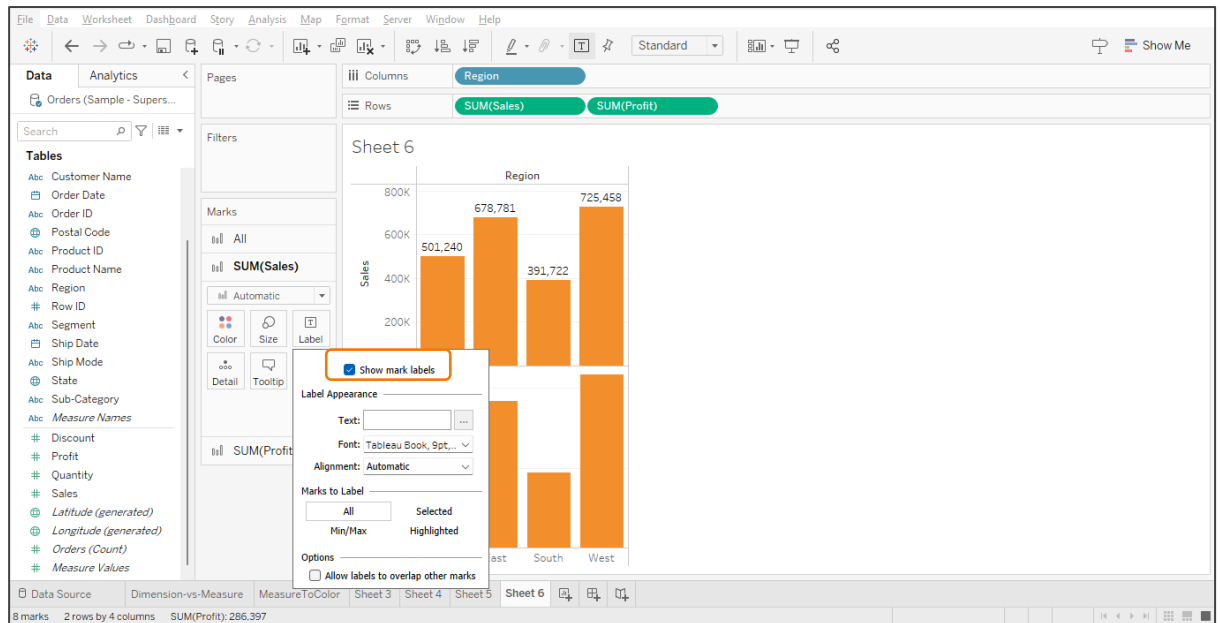 File Data Worksheet Dashboard Story Analysis Map Format Server Window Help
Standard
Show Me
Data Analytics
Orders (Sample - Supers...
Search
Tables
Abc Customer Name
Order Date
Abc Order ID
Postal Code
Abc Product ID
Abc Product Name
Abc Region
# Row ID
Abc Segment
Ship Date
Abc Ship Mode
State
Abc Sub-Category
Abc Measure Names
# Discount
# Profit
# Quantity
# Sales
Latitude (generated)
Longitude (generated)
# Orders (Count)
# Measure Values
Pages
Filters
Marks
All
SUM(Sales)
Automatic
Color Size Label
Detail Tooltip
SUM(Profit
Columns Region
Rows SUM(Sales) SUM(Profit)
Sheet 6
Region
800K
600K
400K
200K
Sales
501,240
678,781
391,722
725,458
Show mark labels
Label Appearance
Text: ...
Font: Tableau Book, 9pt,..
Alignment: Automatic
Marks to Label
All Selected
Min/Max Highlighted
Options
Allow labels to overlap other marks
ast South West
Data Source Dimension-vs-Measure MeasureToColor Sheet 3 Sheet 4 Sheet 5 Sheet 6
8 marks 2 rows by 4 columns SUM(Profit): 286,397